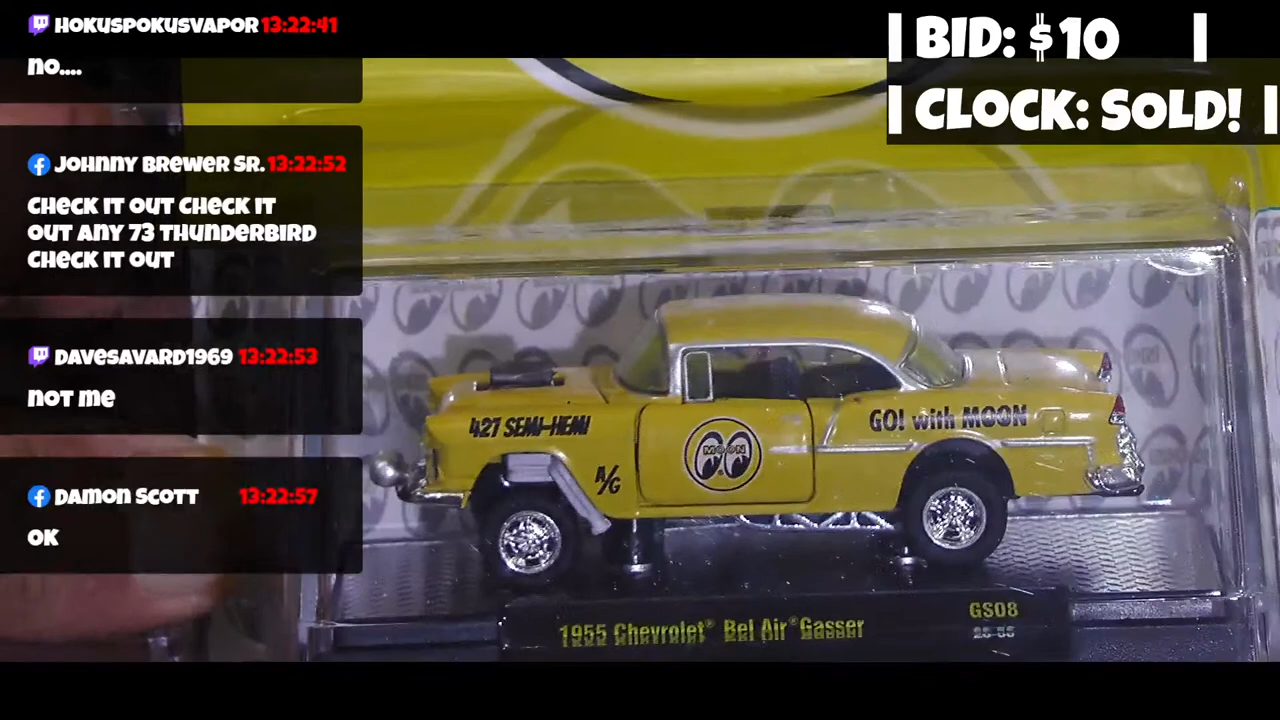 HOKUSPOKUSVAPOR 13:22:41
NO....
JOHNNY BREWER SR. 13:22:52
CHECK IT OUT CHECK IT
OUT ANY 73 THUNDERBIRD
CHECK IT OUT
DAVESAVARD1969 13:22:53
NOT ME
DAMON SCOTT 13:22:57
OK
| BID: $10 |
| CLOCK: SOLD! |
427 SEMI-HEMI
A/G
MOON
GO! with MOON
1955 Chevrolet® Bel Air® Gasser
GS08